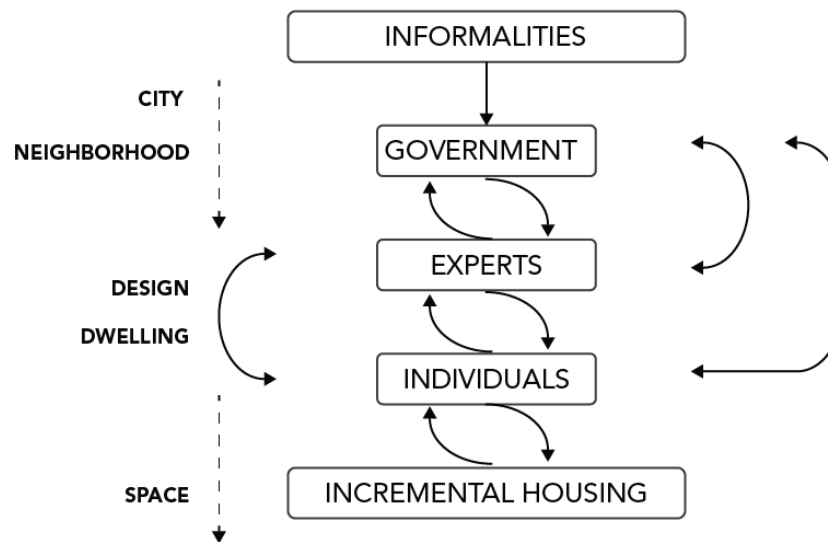 INFORMALITIES
CITY
NEIGHBORHOOD
GOVERNMENT
EXPERTS
DESIGN
DWELLING
INDIVIDUALS
SPACE
INCREMENTAL HOUSING